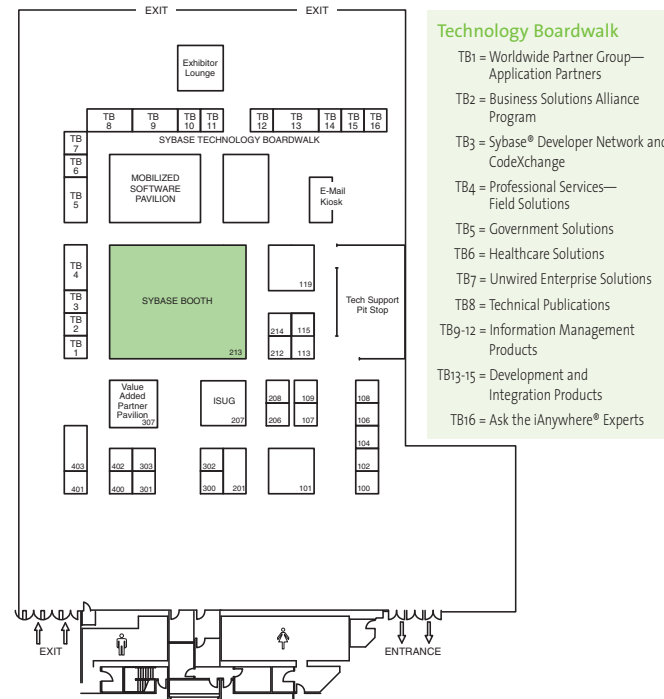 EXIT
EXIT
Exhibitor
Lounge
TB
8
TB
9
TB
10
TB
11
TB
12
TB
13
TB
14
TB
15
TB
16
SYBASE TECHNOLOGY BOARDWALK
TB
7
TB
6
TB
5
MOBILIZED
SOFTWARE
PAVILION
E-Mail
Kiosk
TB
4
TB
3
TB
2
TB
1
SYBASE BOOTH
213
119
Tech Support
Pit Stop
214
115
212
113
Value
Added
Partner
Pavilion
307
ISUG
207
208
109
206
107
108
106
104
102
100
403
401
402
303
400
301
302
300
201
101
EXIT
ENTRANCE
Technology Boardwalk
TB1 = Worldwide Partner Group—
Application Partners
TB2 = Business Solutions Alliance
Program
TB3 = Sybase® Developer Network and
CodeXchange
TB4 = Professional Services—
Field Solutions
TB5 = Government Solutions
TB6 = Healthcare Solutions
TB7 = Unwired Enterprise Solutions
TB8 = Technical Publications
TB9-12 = Information Management
Products
TB13-15 = Development and
Integration Products
TB16 = Ask the iAnywhere® Experts